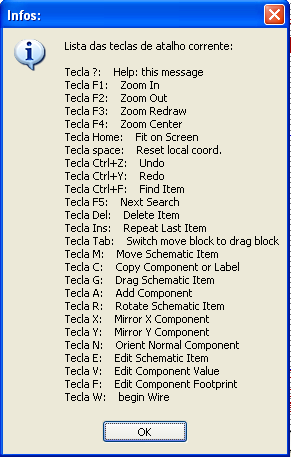 Infos:
Lista das teclas de atalho corrente:
Tecla ?: Help: this message
Tecla F1: Zoom In
Tecla F2: Zoom Out
Tecla F3: Zoom Redraw
Tecla F4: Zoom Center
Tecla Home: Fit on Screen
Tecla space: Reset local coord.
Tecla Ctrl+Z: Undo
Tecla Ctrl+Y: Redo
Tecla Ctrl+F: Find Item
Tecla F5: Next Search
Tecla Del: Delete Item
Tecla Ins: Repeat Last Item
Tecla Tab: Switch move block to drag block
Tecla M: Move Schematic Item
Tecla C: Copy Component or Label
Tecla G: Drag Schematic Item
Tecla A: Add Component
Tecla R: Rotate Schematic Item
Tecla X: Mirror X Component
Tecla Y: Mirror Y Component
Tecla N: Orient Normal Component
Tecla E: Edit Schematic Item
Tecla V: Edit Component Value
Tecla F: Edit Component Footprint
Tecla W: begin Wire
OK